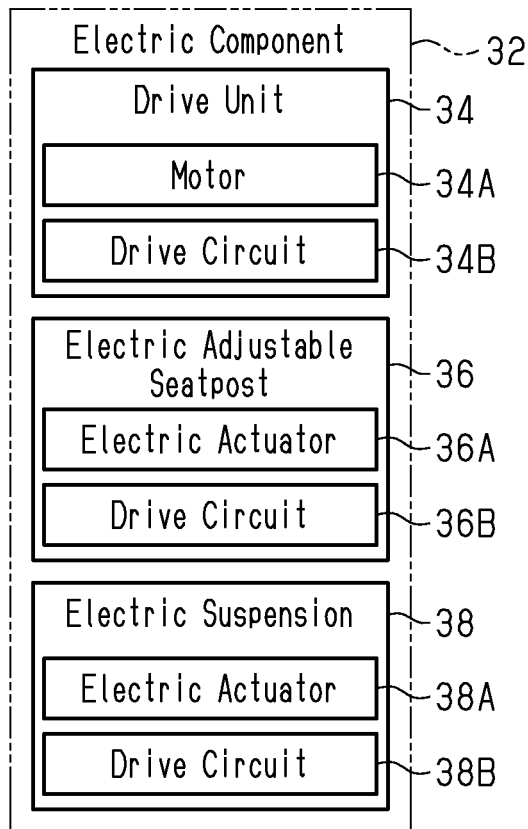 Electric Component
32
Drive Unit
34
Motor
34A
Drive Circuit
34B
Electric Adjustable
Seatpost
36
Electric Actuator
36A
Drive Circuit
36B
Electric Suspension
38
Electric Actuator
38A
Drive Circuit
38B